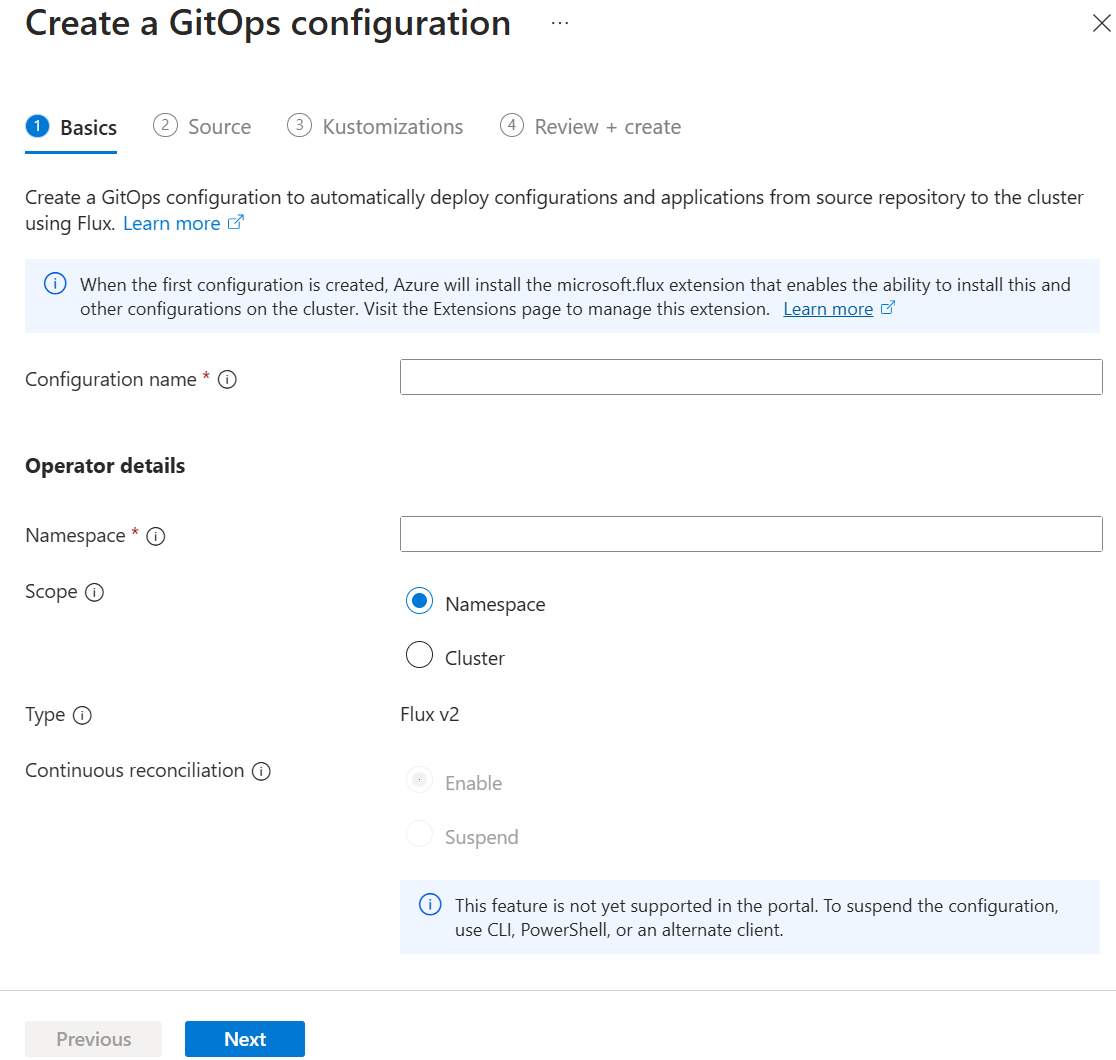 Create a GitOps configuration ...
1 Basics 2 Source 3 Kustomizations 4 Review + create
Create a GitOps configuration to automatically deploy configurations and applications from source repository to the cluster
using Flux. Learn more
When the first configuration is created, Azure will install the microsoft.flux extension that enables the ability to install this and
other configurations on the cluster. Visit the Extensions page to manage this extension. Learn more
Configuration name *
Operator details
Namespace *
Scope
Namespace
Cluster
Type
Flux v2
Continuous reconciliation
Enable
Suspend
This feature is not yet supported in the portal. To suspend the configuration,
use CLI, PowerShell, or an alternate client.
Previous Next